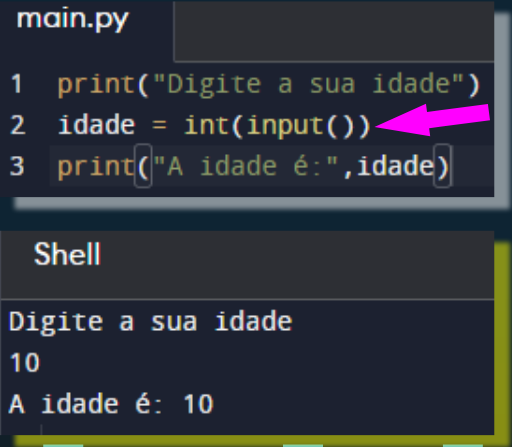 main.py
1 print("Digite a sua idade")
2 idade = int(input())
3 print("A idade é:",idade)
Shell
Digite a sua idade
10
A idade é: 10